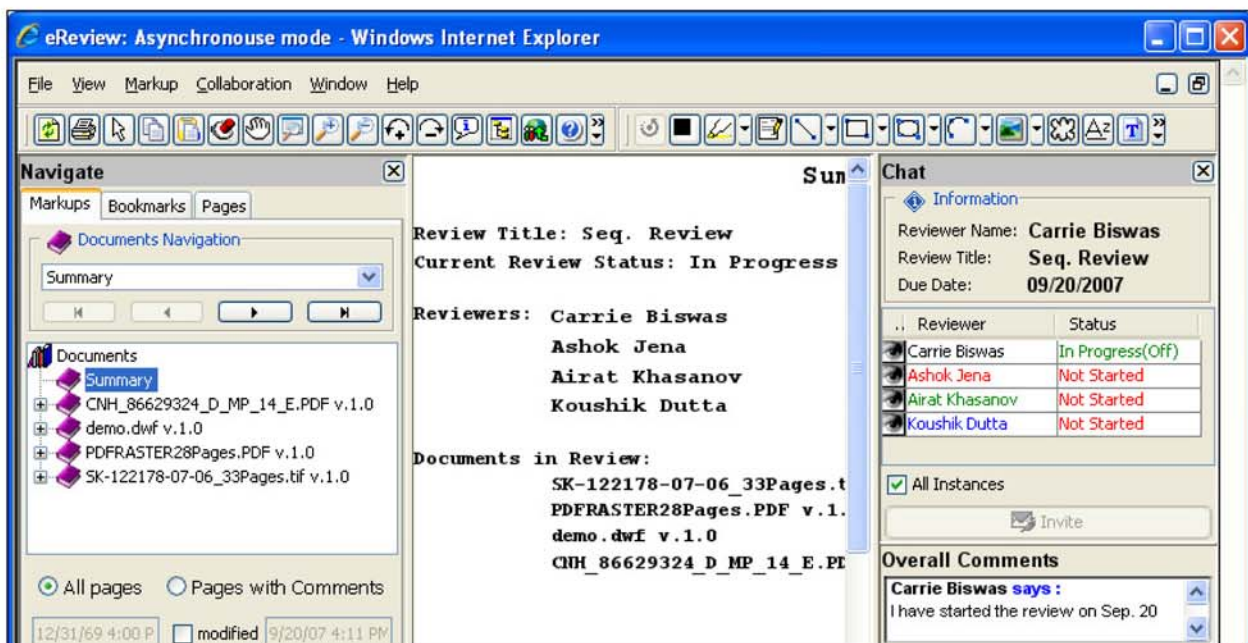 eReview: Asynchronouse mode - Windows Internet Explorer
File View Markup Collaboration Window Help
Navigate
Markups Bookmarks Pages
Documents Navigation
Summary
Documents
Summary
CNH_86629324_D_MP_14_E.PDF v.1.0
demo.dwf v.1.0
PDFRASTER28Pages.PDF v.1.0
SK-122178-07-06_33Pages.tif v.1.0
All pages Pages with Comments
12/31/69 4:00 P modified 9/20/07 4:11 PM
Sum
Review Title: Seq. Review
Current Review Status: In Progress
Reviewers: Carrie Biswas
Ashok Jena
Airat Khasanov
Koushik Dutta
Documents in Review:
SK-122178-07-06_33Pages.t
PDFRASTER28Pages.PDF v.1.
demo.dwf v.1.0
CNH_86629324_D_MP_14_E.PD
Chat
Information
Reviewer Name: Carrie Biswas
Review Title: Seq. Review
Due Date: 09/20/2007
.. Reviewer Status
Carrie Biswas In Progress(Off)
Ashok Jena Not Started
Airat Khasanov Not Started
Koushik Dutta Not Started
All Instances
Invite
Overall Comments
Carrie Biswas says :
I have started the review on Sep. 20